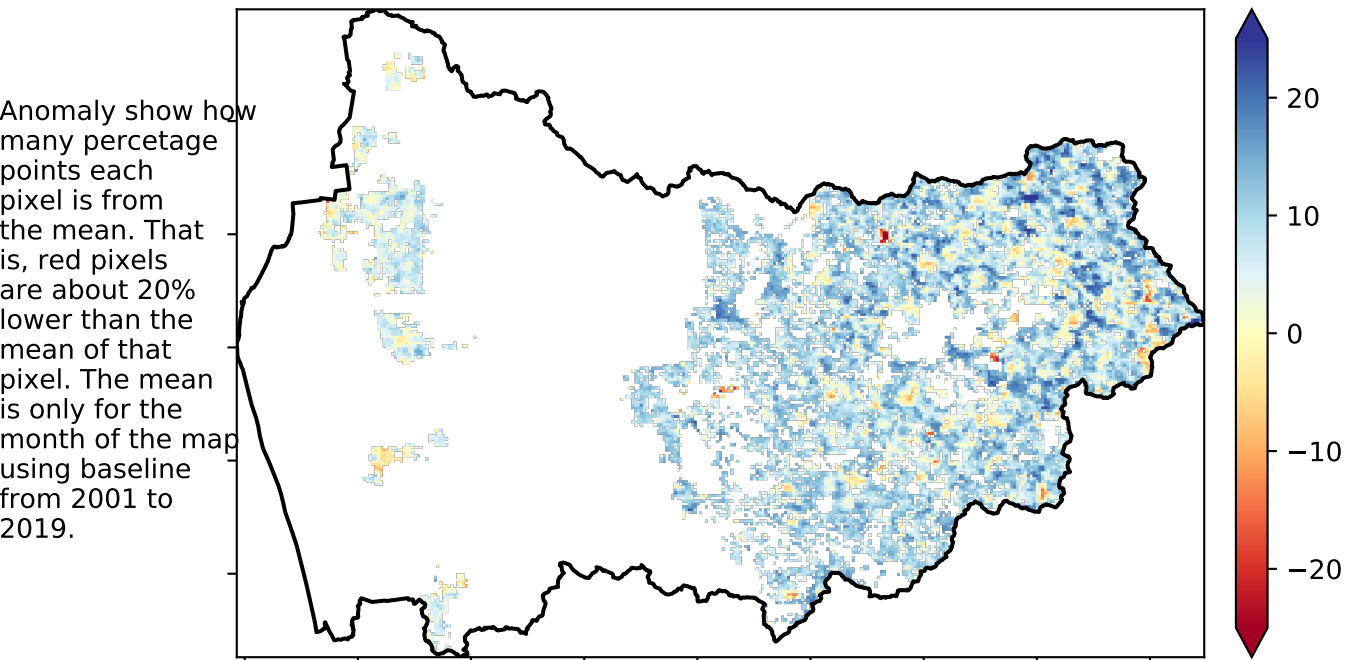 Anomaly show how
many percetage
points each
pixel is from
the mean. That
is, red pixels
are about 20%
lower than the
mean of that
pixel. The mean
is only for the
month of the map
using baseline
from 2001 to
2019.
20
10
0
−10
−20